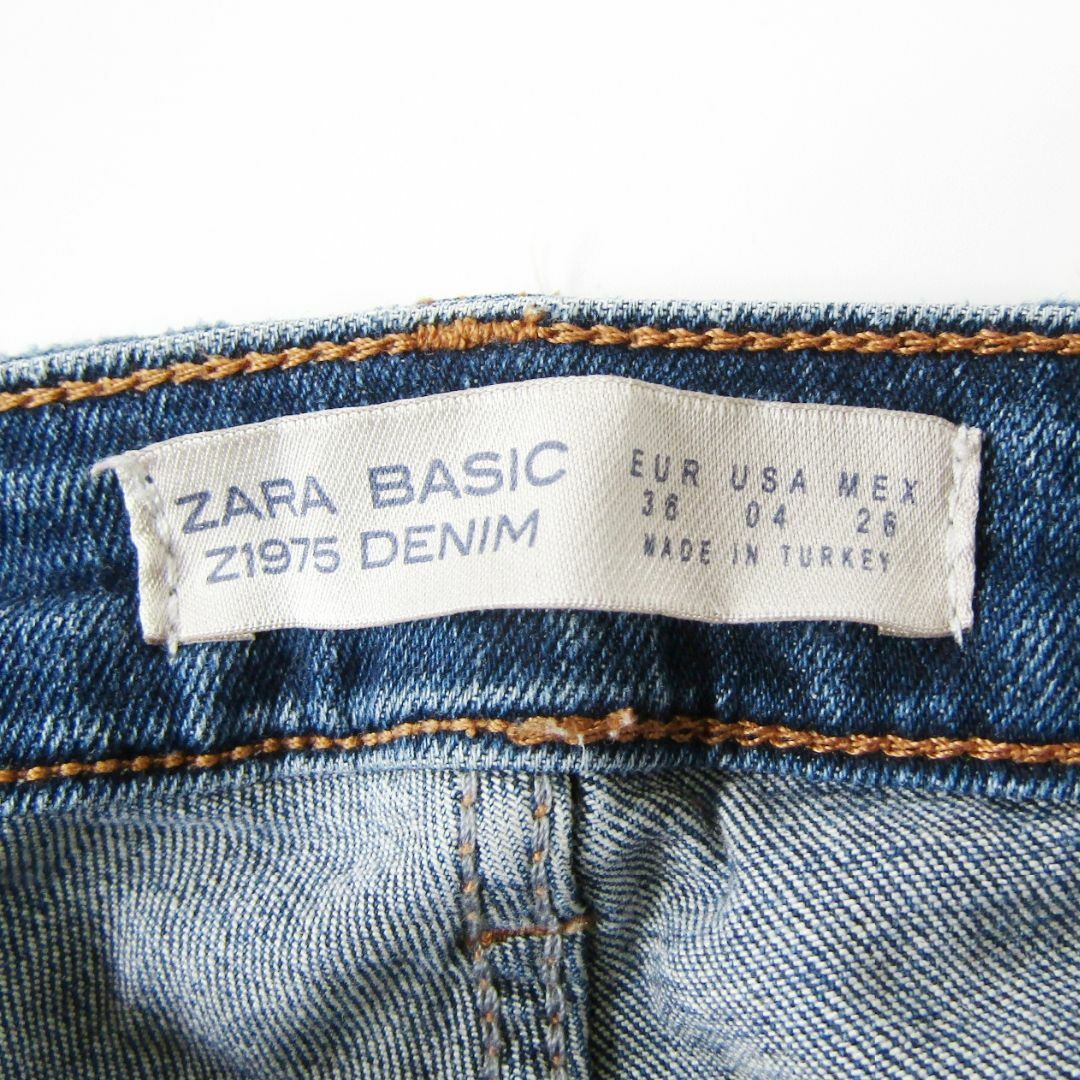 ZARA BASIC
Z1975 DENIM
EUR USA MEX
36 04 26
MADE IN TURKEY